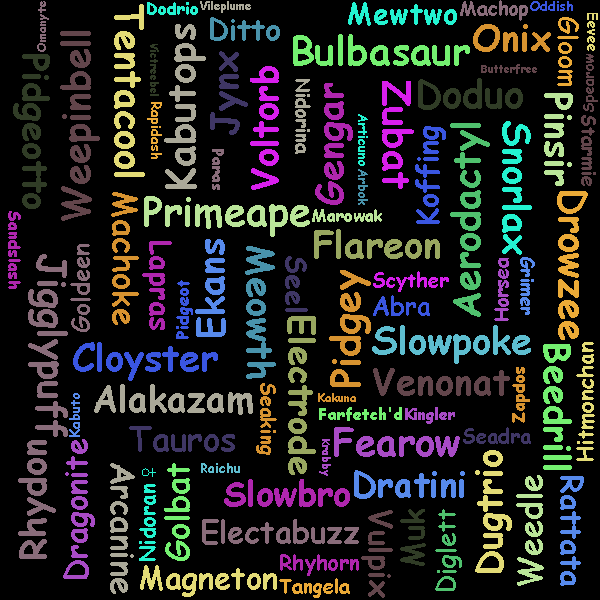 Omanyte
Dodrio
Vileplume
Mewtwo
Machop
Oddish
Eevee
Pidgeotto
Weepinbell
Tentacool
Vistreebel
Rapidash
Kabutops
Ditto
Jynx
Bulbasaur
Onix
Gloom
Spearow
Starmie
Butterfree
Voltorb
Nidorina
Gengar
Articuno
Arbok
Zubat
Doduo
Koffing
Aerodactyl
Snorlax
Pinsir
Paras
Drowzee
Sandslash
Machoke
Primeape
Marowak
Jigglypuff
Goldeen
Lapras
Pidgeot
Ekans
Meowth
Seel
Flareon
Pidgey
Scyther
Abra
Horsea
Grimer
Electrode
Slowpoke
Cloyster
Venonat
Zapdos
Beedrill
Hitmonchan
Alakazam
Seaking
Kakuna
Farfetch'd
Kingler
Kabuto
Tauros
Krabby
Fearow
Seadra
Rhydon
Dragonite
Arcanine
Nidoran♂
Golbat
Raichu
Slowbro
Dratini
Dugtrio
Weedle
Rattata
Electabuzz
Vulpix
Muk
Diglett
Rhyhorn
Magneton
Tangela